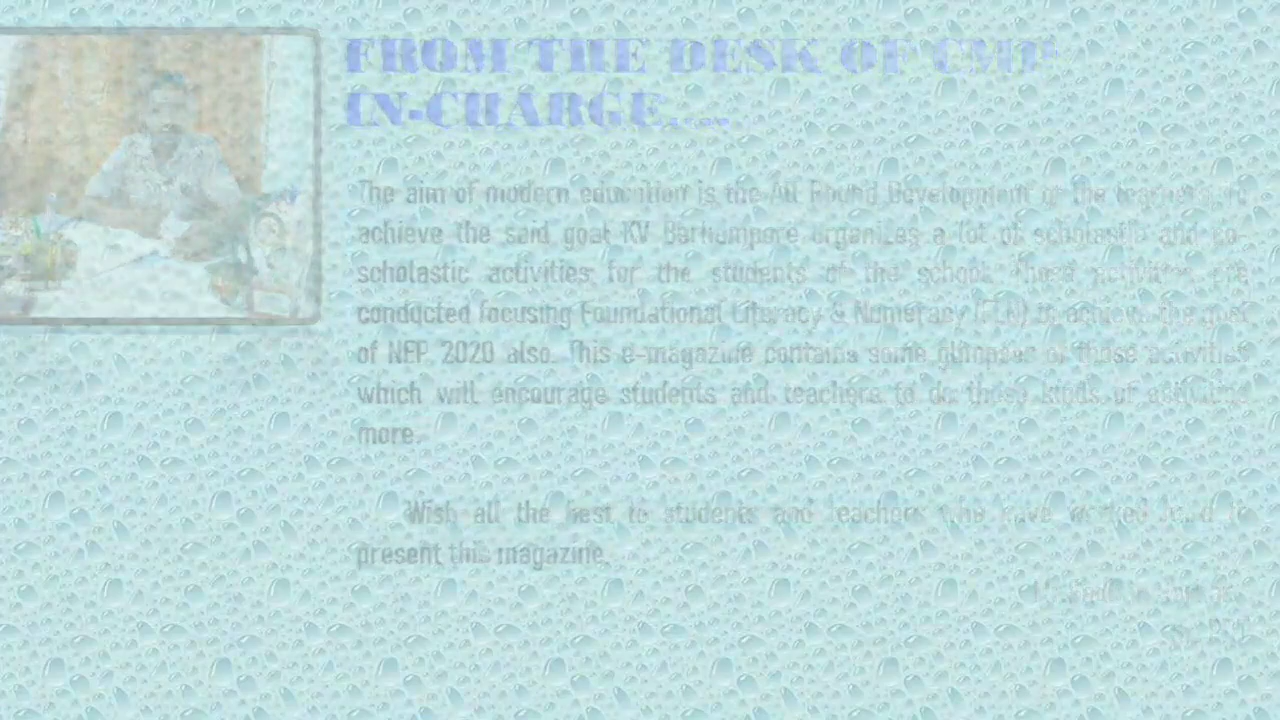 FROM THE DESK OF CMP
IN-CHARGE.....
The aim of modern education is the All Round Development of the learners. To
achieve the said goal KV Berhampore organizes a lot of scholastic and co-
scholastic activities for the students of the school. These activities are
conducted focusing Foundational Literacy & Numeracy (FLN) to achieve the goal
of NEP 2020 also. This e-magazine contains some glimpses of those activities
which will encourage students and teachers to do these kinds of activities
more.
Wish all the best to students and teachers who have worked hard to
present this magazine.